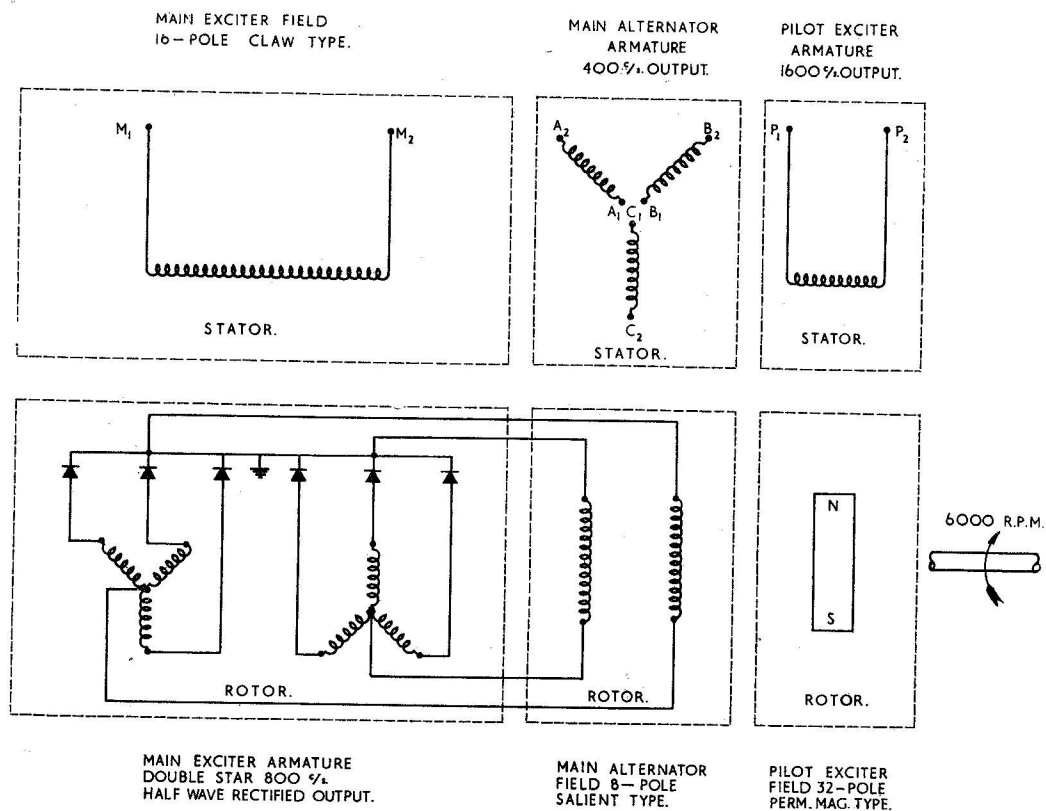 MAIN EXCITER FIELD
16-POLE CLAW TYPE.
MAIN ALTERNATOR
ARMATURE
400 c/s. OUTPUT.
PILOT EXCITER
ARMATURE
1600 c/s. OUTPUT.
M1
M2
STATOR.
A2
B2
A1 C1 B1
C2
STATOR.
P1
P2
STATOR.
ROTOR.
ROTOR.
N
S
ROTOR.
6000 R.P.M.
MAIN EXCITER ARMATURE
DOUBLE STAR 800 c/s.
HALF WAVE RECTIFIED OUTPUT.
MAIN ALTERNATOR
FIELD 8-POLE
SALIENT TYPE.
PILOT EXCITER
FIELD 32-POLE
PERM. MAG. TYPE.